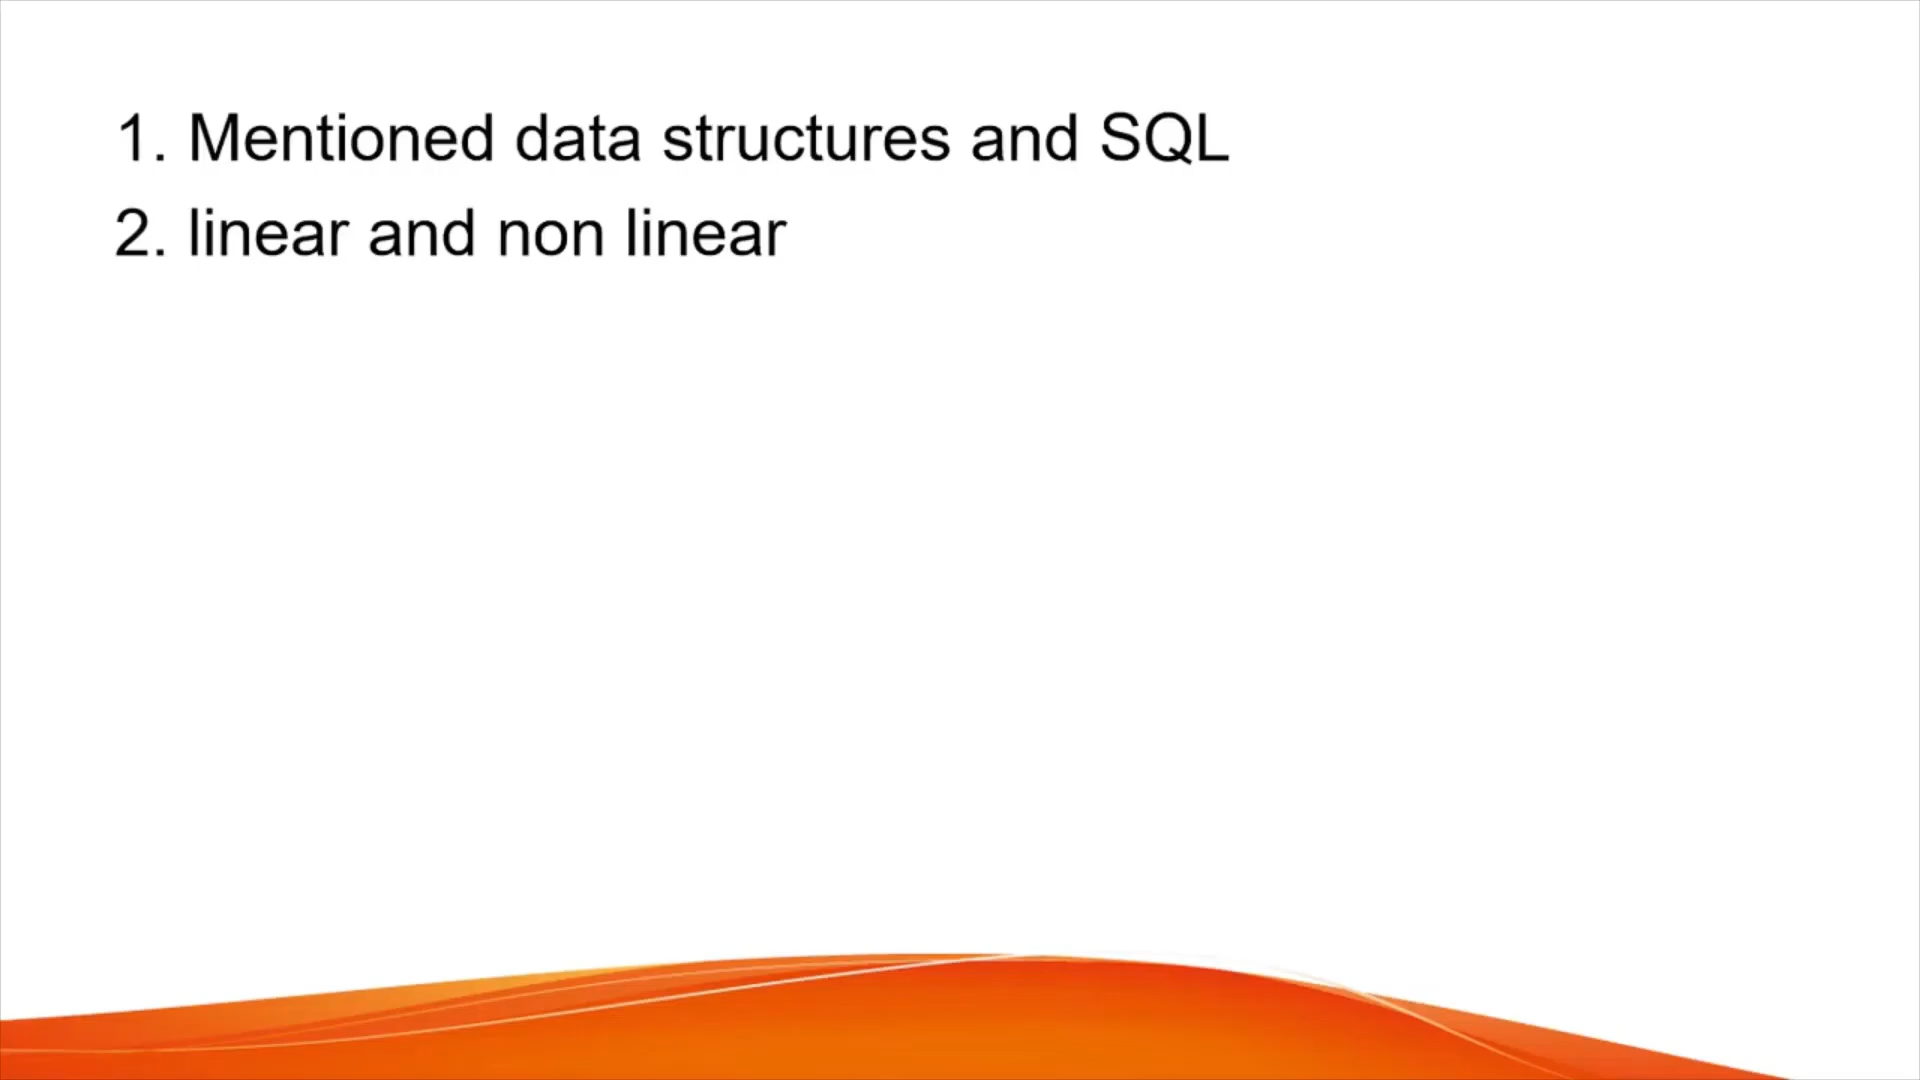 1. Mentioned data structures and SQL
2. linear and non linear